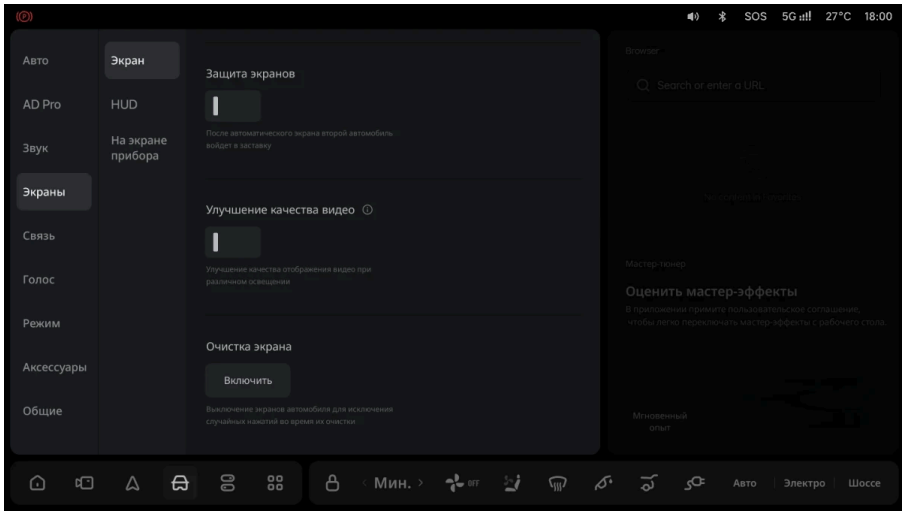 (P)
SOS 5G 27°C 18:00
Авто
AD Pro
Звук
Экраны
Связь
Голос
Режим
Аксессуары
Общие
Экран
HUD
На экране
прибора
Защита экранов
После автоматического экрана второй автомобиль
войдет в заставку
Улучшение качества видео
Улучшение качества отображения видео при
различном освещении
Очистка экрана
Включить
Выключение экранов автомобиля для исключения
случайных нажатий во время их очистки
Browser
Search or enter a URL
Мастер-тюнер
Оценить мастер-эффекты
В приложении примите пользовательское соглашение,
чтобы легко переключать мастер-эффекты с рабочего стола.
Мгновенный
опыт
Мин.
OFF
Авто
Электро
Шоссе